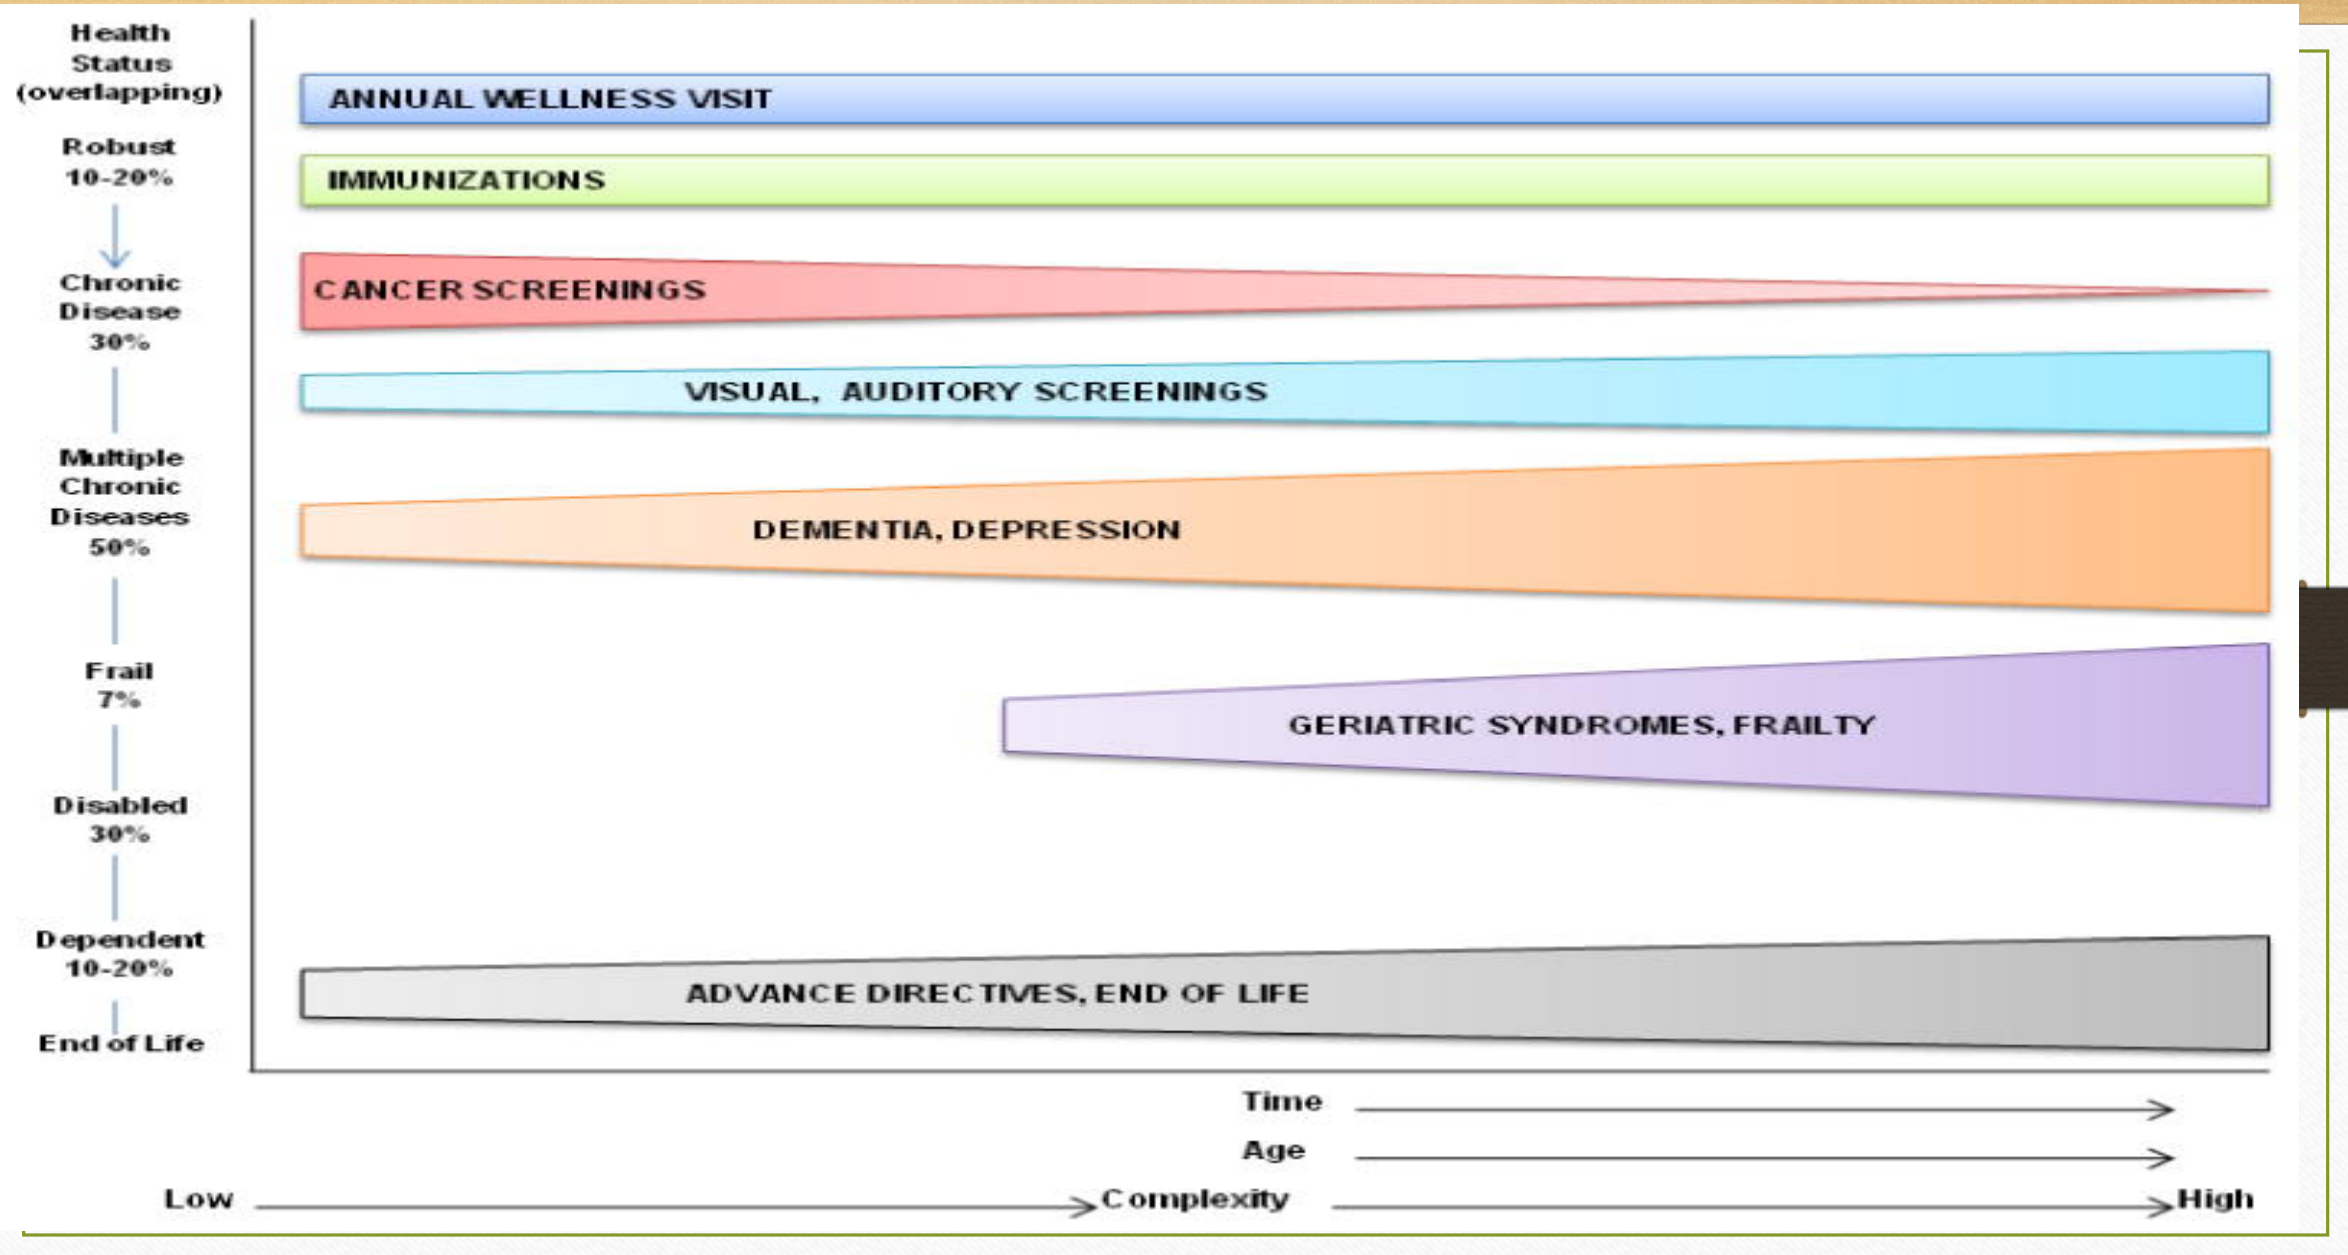 Health
Status
(overlapping)
Robust
10-20%
Chronic
Disease
30%
Multiple
Chronic
Diseases
50%
Frail
7%
Disabled
30%
Dependent
10-20%
End of Life
ANNUAL WELLNESS VISIT
IMMUNIZATIONS
CANCER SCREENINGS
VISUAL, AUDITORY SCREENINGS
DEMENTIA, DEPRESSION
GERIATRIC SYNDROMES, FRAILTY
ADVANCE DIRECTIVES, END OF LIFE
Time
Age
Low Complexity High